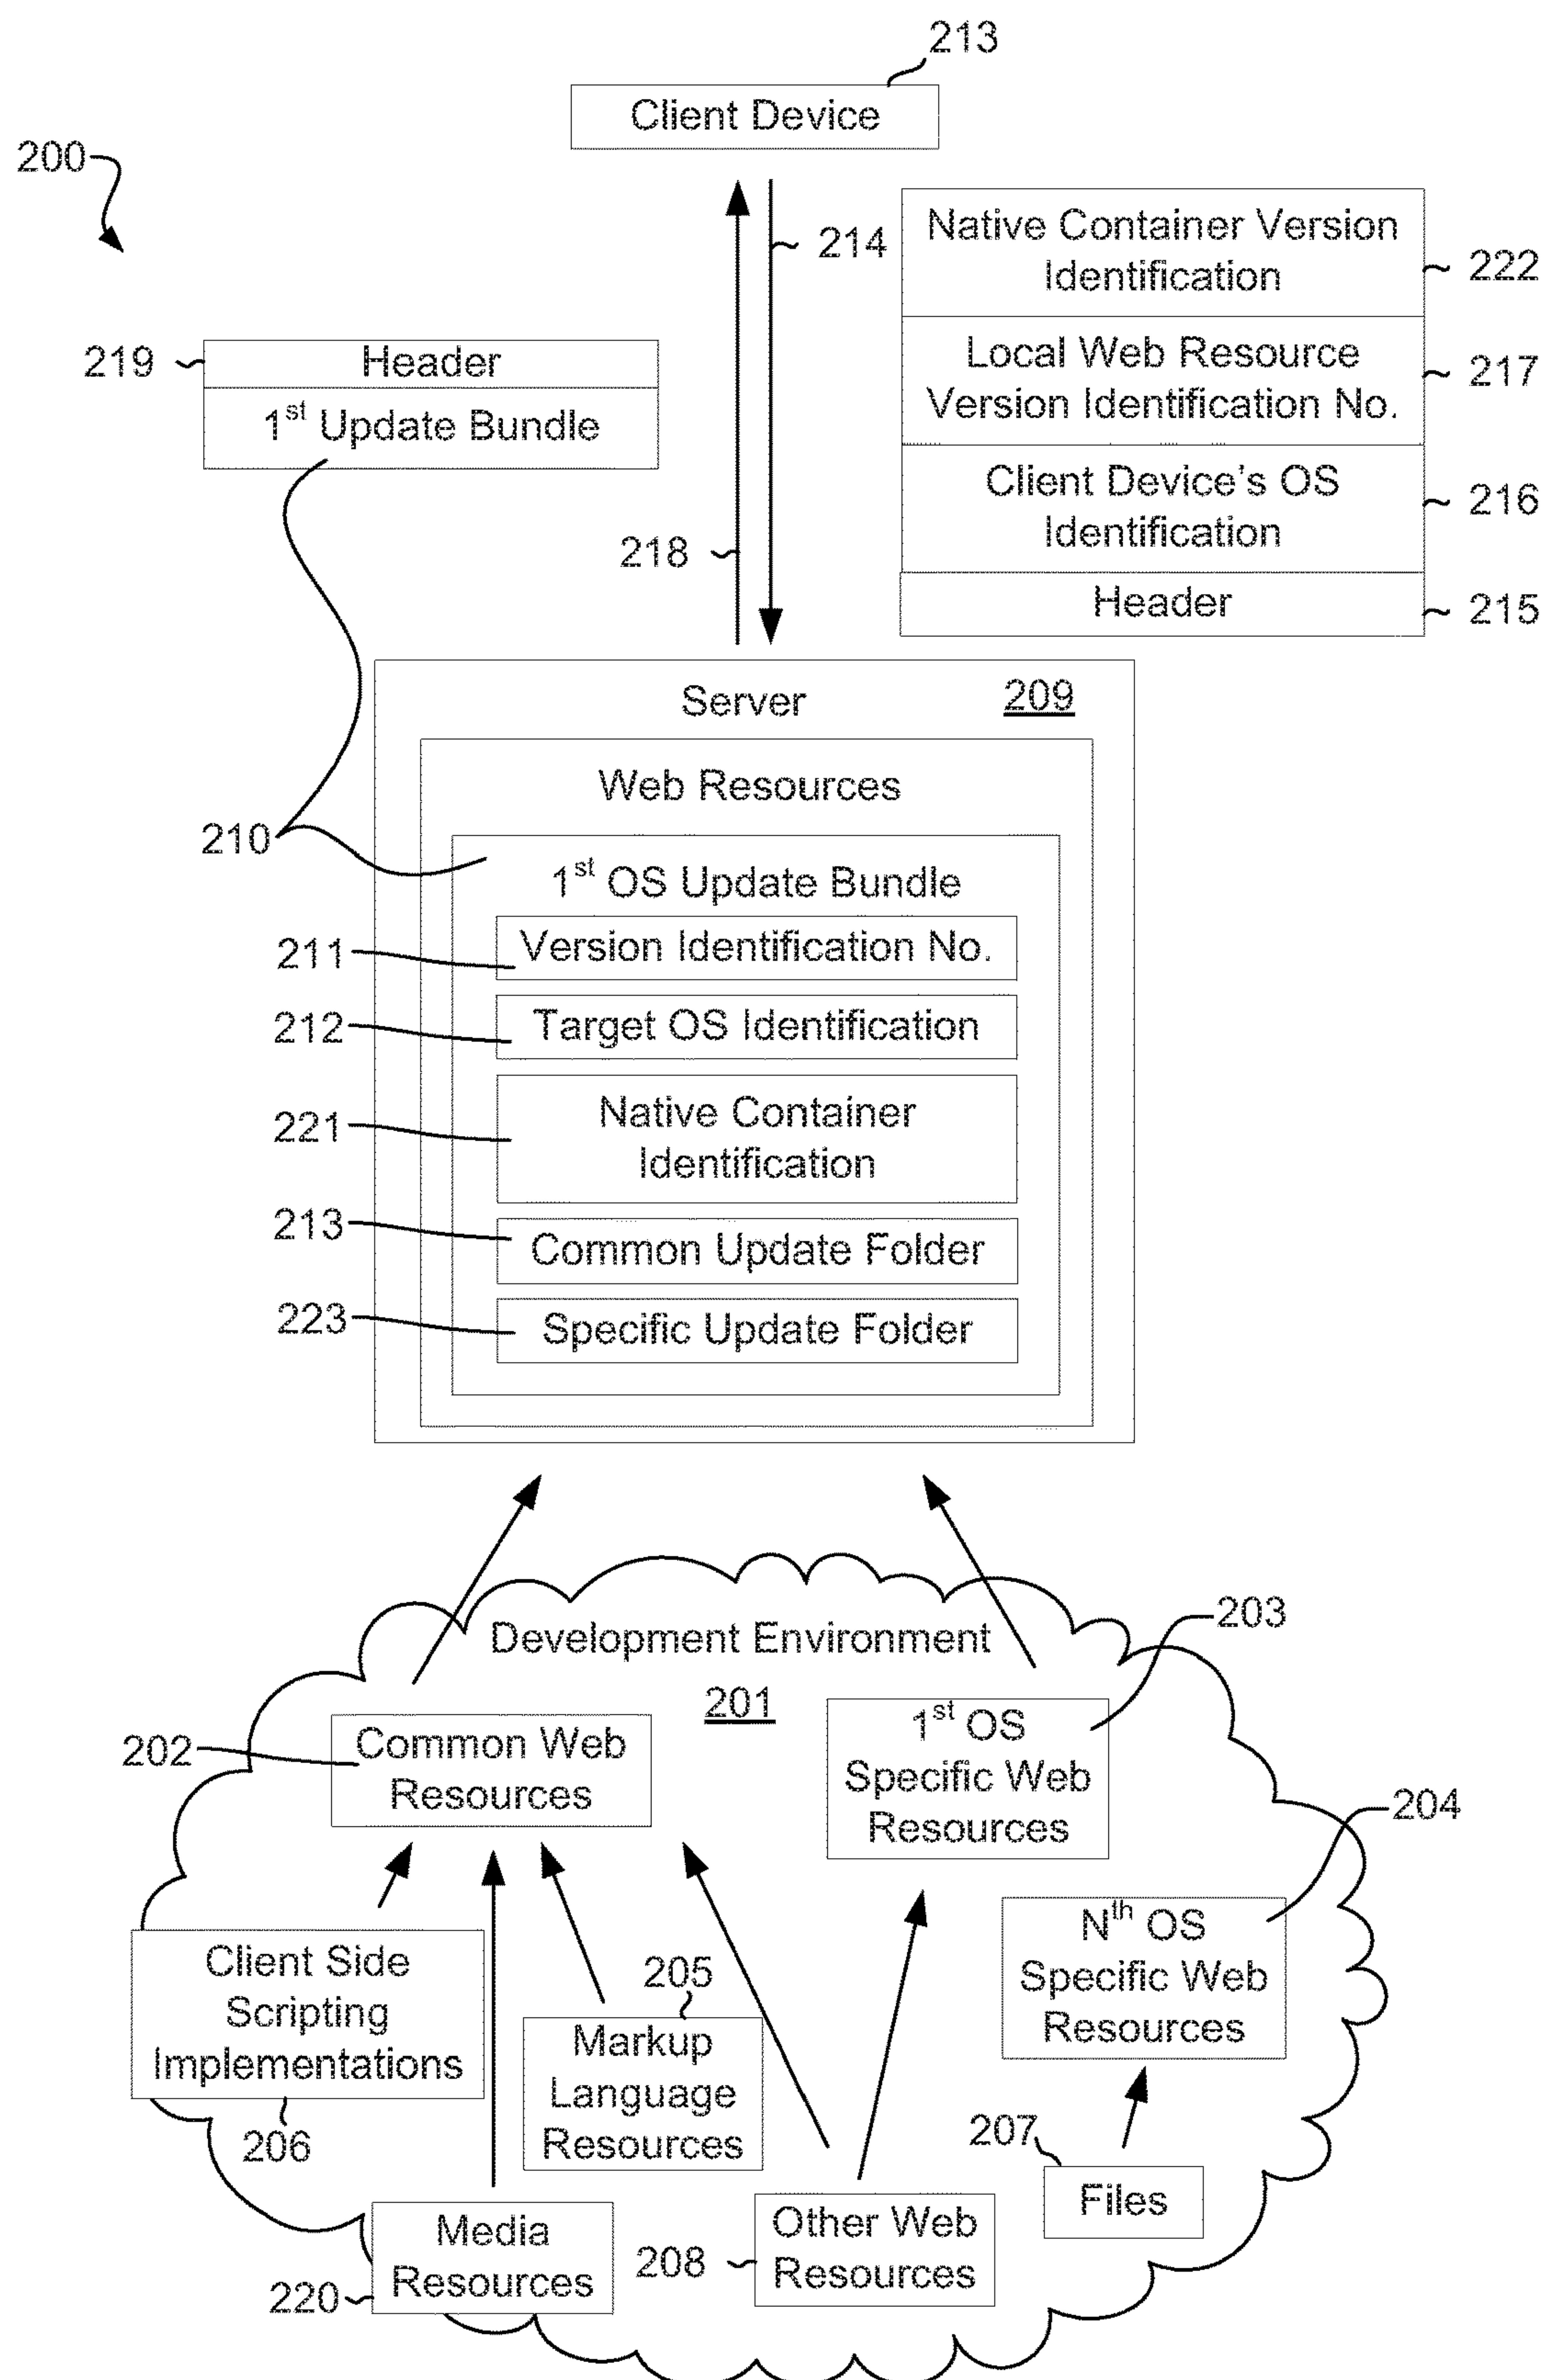 213
Client Device
200
214
Native Container Version
Identification
222
Local Web Resource
Version Identification No.
217
Client Device's OS
Identification
216
Header
215
219
Header
1st Update Bundle
218
Server
209
Web Resources
210
1st OS Update Bundle
211
Version Identification No.
212
Target OS Identification
221
Native Container
Identification
213
Common Update Folder
223
Specific Update Folder
Development Environment
201
203
202
Common Web
Resources
1st OS
Specific Web
Resources
204
Client Side
Scripting
Implementations
206
205
Markup
Language
Resources
Nth OS
Specific Web
Resources
207
Files
Media
Resources
220
208
Other Web
Resources